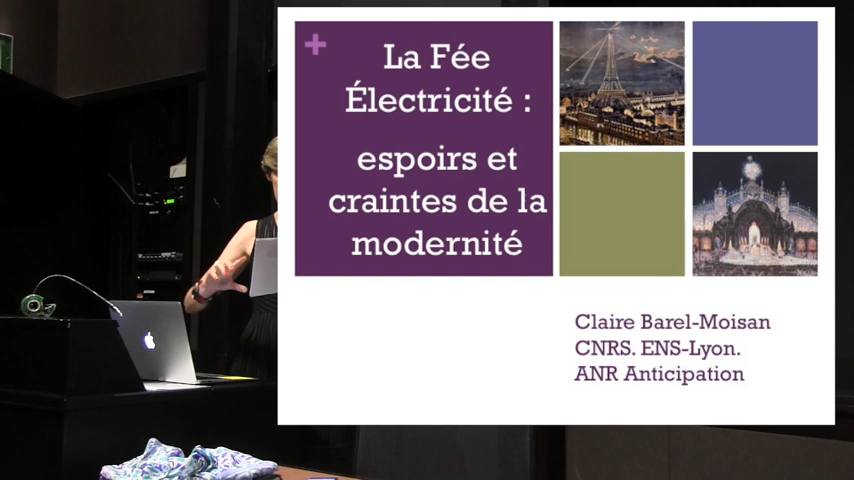 +
La Fée
Électricité :
espoirs et
craintes de la
modernité
Claire Barel-Moisan
CNRS. ENS-Lyon.
ANR Anticipation